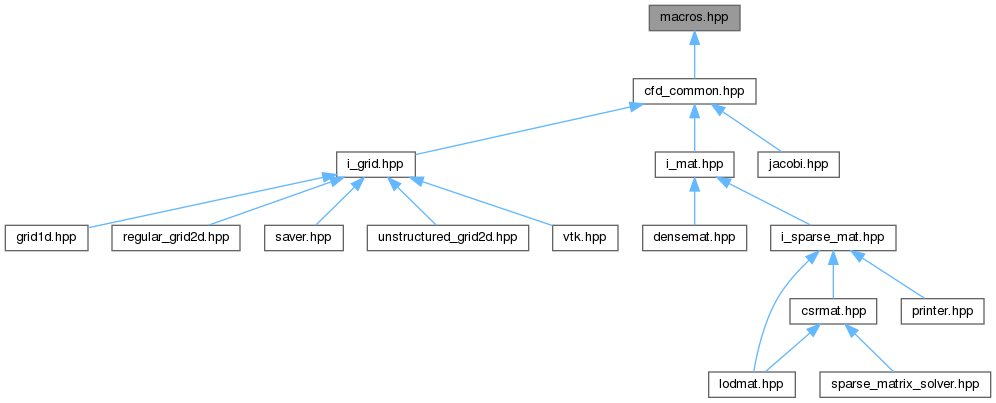 macros.hpp
cfd_common.hpp
i_grid.hpp
i_mat.hpp
jacobi.hpp
grid1d.hpp
regular_grid2d.hpp
saver.hpp
unstructured_grid2d.hpp
vtk.hpp
densemat.hpp
i_sparse_mat.hpp
csrmat.hpp
printer.hpp
lodmat.hpp
sparse_matrix_solver.hpp